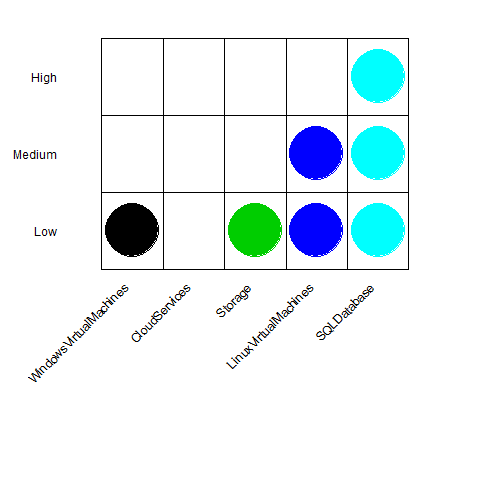 High
Medium
Low
WindowsVirtualMachines
CloudServices
Storage
LinuxVirtualMachines
SQLDatabase